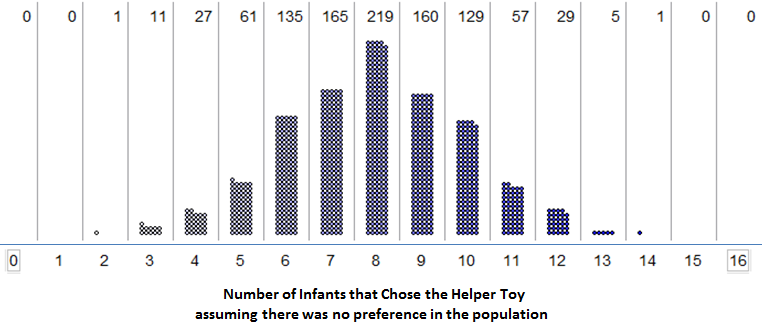 0 0 1 11 27 61 135 165 219 160 129 57 29 5 1 0 0
0 1 2 3 4 5 6 7 8 9 10 11 12 13 14 15 16
Number of Infants that Chose the Helper Toy
assuming there was no preference in the population